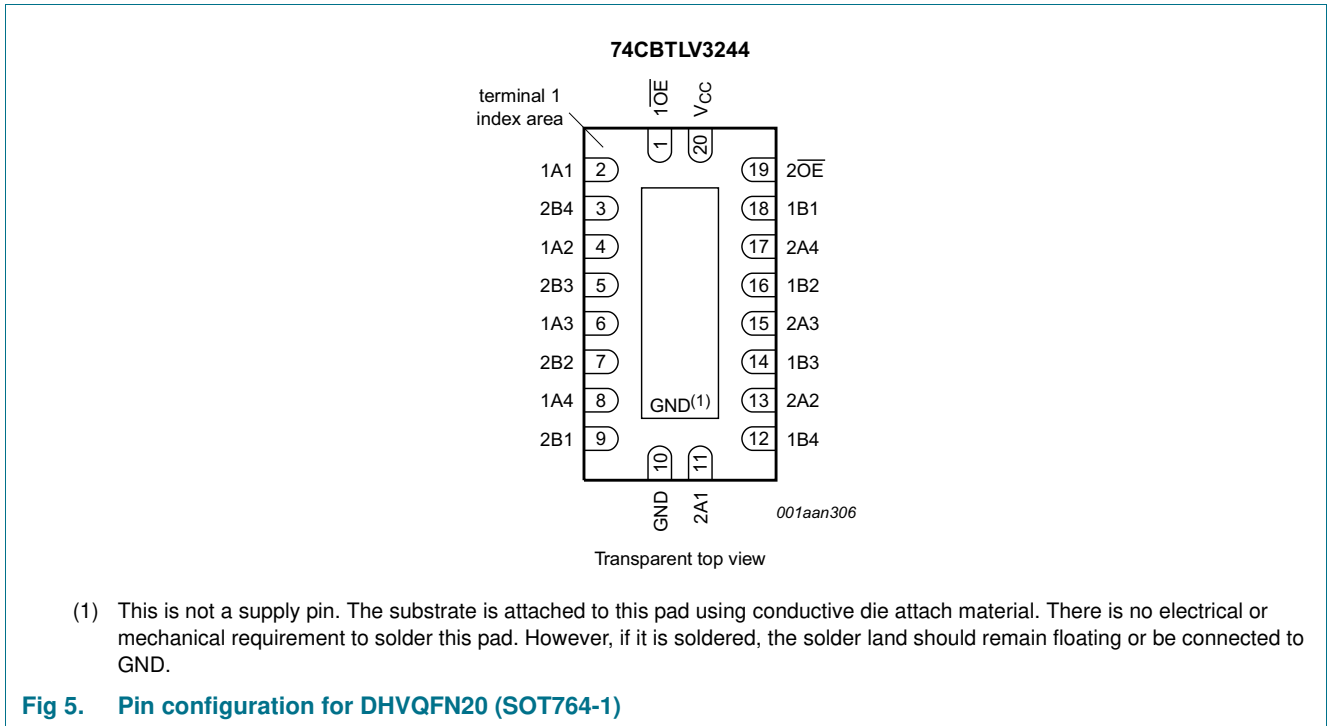 74CBTLV3244
terminal 1
index area
1O̅E̅
VCC
1
20
1A1 2 19 2O̅E̅
2B4 3 18 1B1
1A2 4 17 2A4
2B3 5 16 1B2
1A3 6 15 2A3
2B2 7 14 1B3
1A4 8 GND(1) 13 2A2
2B1 9 12 1B4
10
11
GND
2A1
001aan306
Transparent top view
(1) This is not a supply pin. The substrate is attached to this pad using conductive die attach material. There is no electrical or
mechanical requirement to solder this pad. However, if it is soldered, the solder land should remain floating or be connected to
GND.
Fig 5. Pin configuration for DHVQFN20 (SOT764-1)